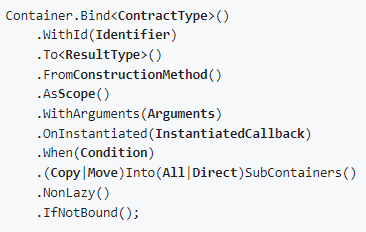 Container.Bind<ContractType>()
.WithId(Identifier)
.To<ResultType>()
.FromConstructionMethod()
.AsScope()
.WithArguments(Arguments)
.OnInstantiated(InstantiatedCallback)
.When(Condition)
.(Copy|Move)Into(All|Direct)SubContainers()
.NonLazy()
.IfNotBound();